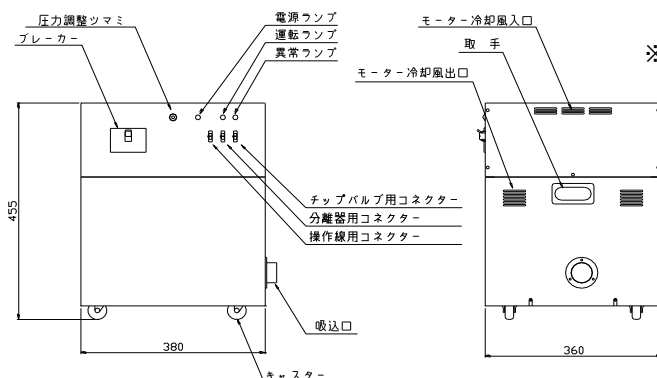 圧力調整ツマミ
ブレーカー
電源ランプ
運転ランプ
異常ランプ
チップバルブ用コネクター
分離器用コネクター
操作線用コネクター
吸込口
キャスター
455
380
モーター冷却風入口
取 手
モーター冷却風出口
※
360